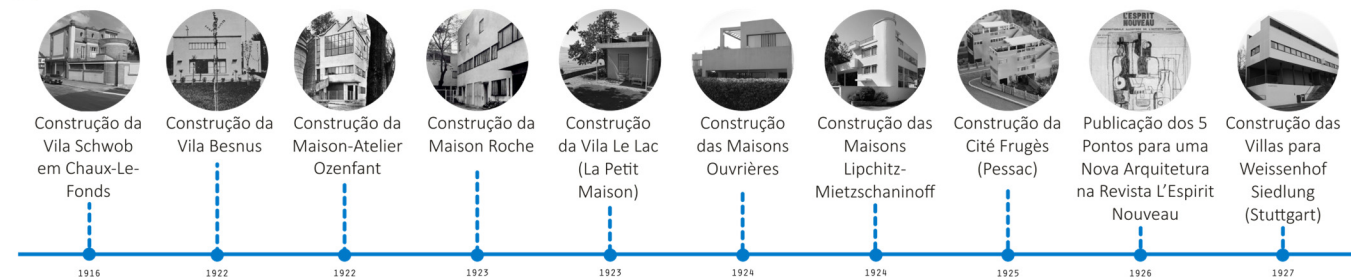 L'ESPRIT
NOUVEAU
Construção da
Vila Schwob
em Chaux-Le-
Fonds
Construção da
Vila Besnus
Construção da
Maison-Atelier
Ozenfant
Construção da
Maison Roche
Construção
da Vila Le Lac
(La Petit
Maison)
Construção
das Maisons
Ouvrières
Construção das
Maisons
Lipchitz-
Mietzschaninoff
Construção da
Cité Frugès
(Pessac)
Publicação dos 5
Pontos para uma
Nova Arquitetura
na Revista L’Espirit
Nouveau
Construção das
Villas para
Weissenhof
Siedlung
(Stuttgart)
1916
1922
1922
1923
1923
1924
1924
1925
1926
1927